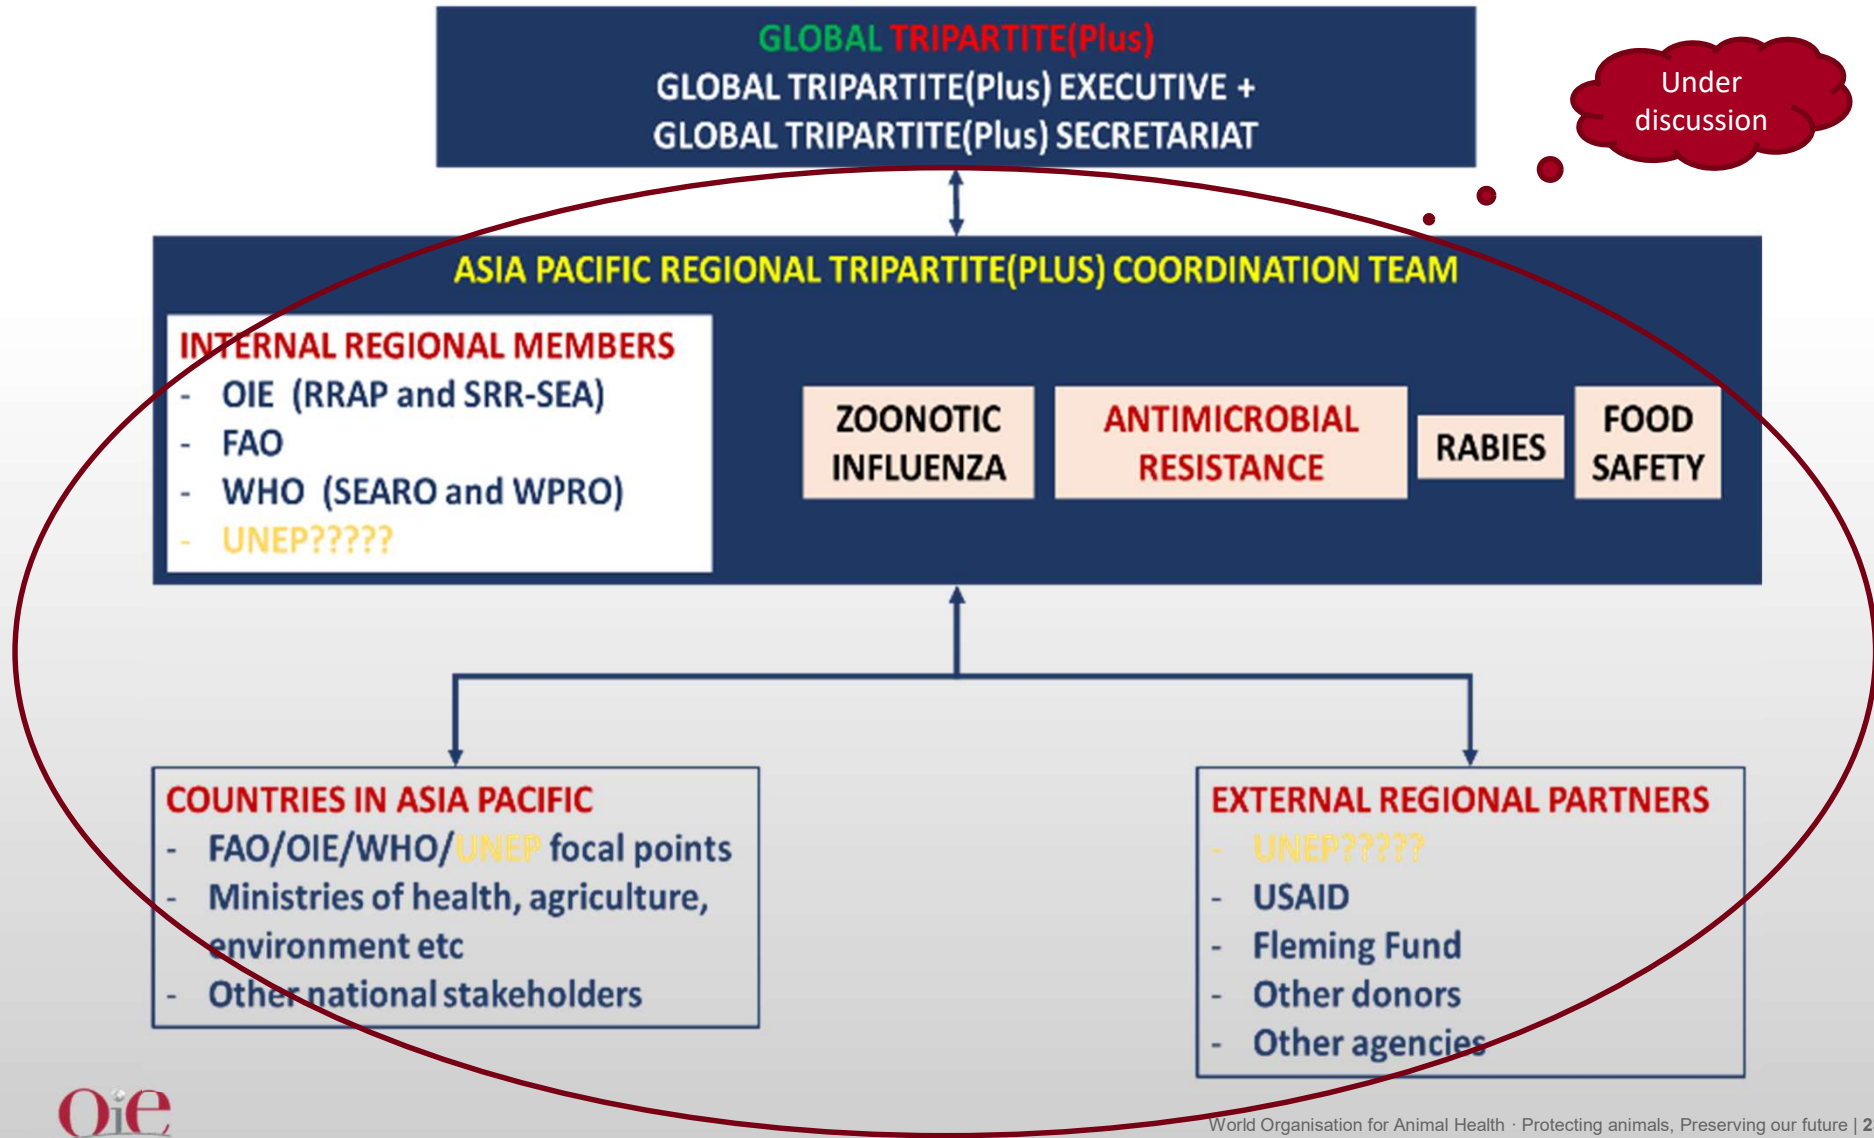 GLOBAL TRIPARTITE(Plus)
GLOBAL TRIPARTITE(Plus) EXECUTIVE +
GLOBAL TRIPARTITE(Plus) SECRETARIAT
Under
discussion
ASIA PACIFIC REGIONAL TRIPARTITE(PLUS) COORDINATION TEAM
INTERNAL REGIONAL MEMBERS
- OIE (RRAP and SRR-SEA)
- FAO
- WHO (SEARO and WPRO)
- UNEP?????
ZOONOTIC
INFLUENZA
ANTIMICROBIAL
RESISTANCE
RABIES
FOOD
SAFETY
COUNTRIES IN ASIA PACIFIC
- FAO/OIE/WHO/UNEP focal points
- Ministries of health, agriculture,
environment etc
- Other national stakeholders
EXTERNAL REGIONAL PARTNERS
- UNEP?????
- USAID
- Fleming Fund
- Other donors
- Other agencies
Oie
World Organisation for Animal Health · Protecting animals, Preserving our future | 2